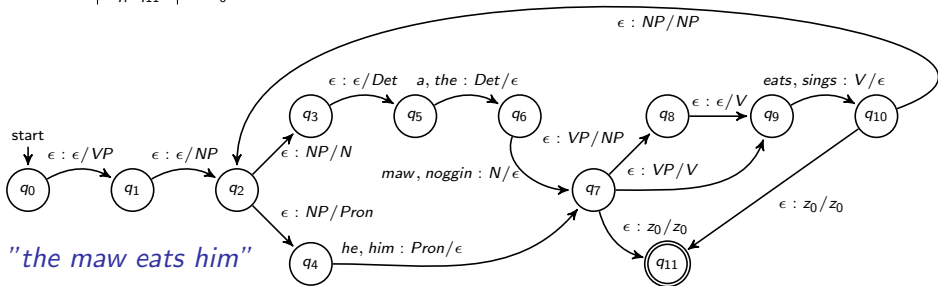 ϵ : NP/NP
ϵ : ϵ/Det
a, the : Det/ϵ
eats, sings : V/ϵ
ϵ : ϵ/V
q3
q5
q6
q8
q9
q10
start
ϵ : ϵ/VP
ϵ : ϵ/NP
ϵ : NP/N
ϵ : VP/NP
maw, noggin : N/ϵ
ϵ : VP/V
q0
q1
q2
q7
ϵ : NP/Pron
ϵ : z0/z0
ϵ : z0/z0
he, him : Pron/ϵ
"the maw eats him"
q4
q11